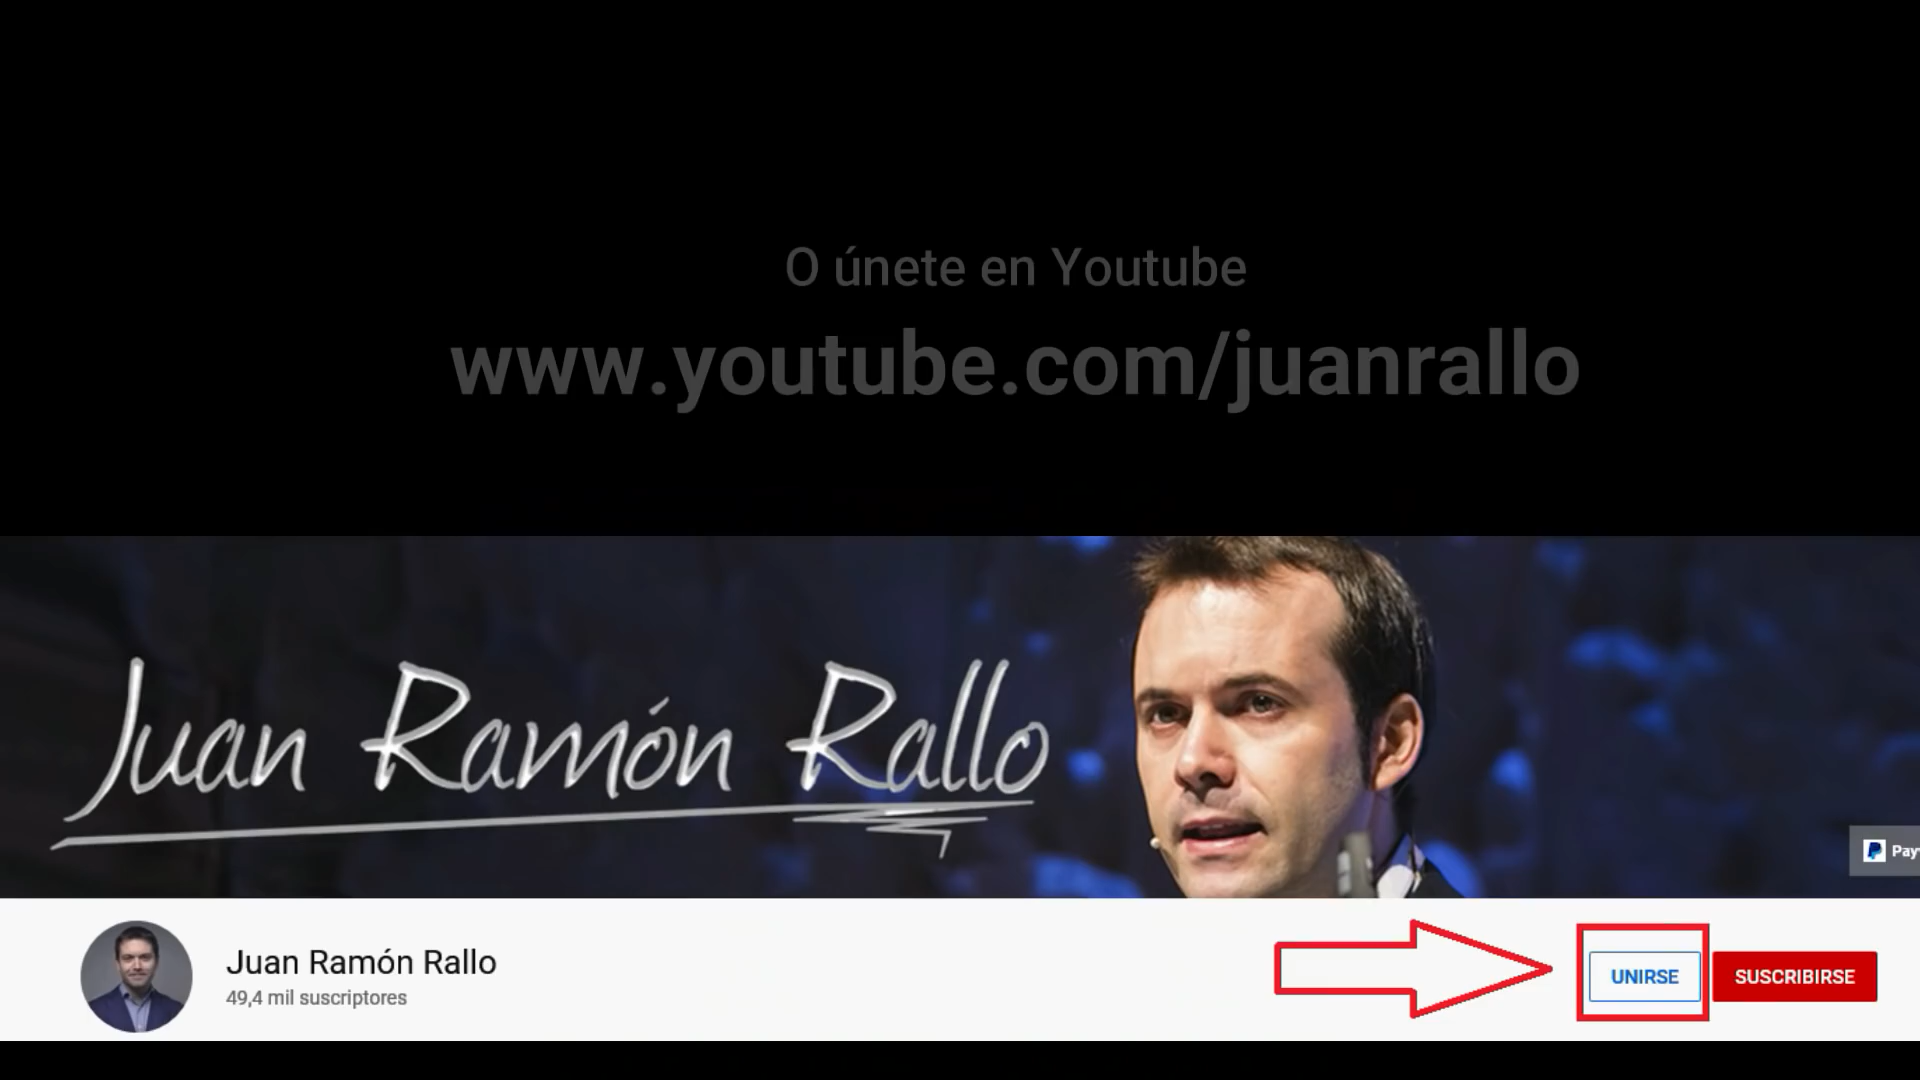 O únete en Youtube
www.youtube.com/juanrallo
Juan Ramón Rallo
Juan Ramón Rallo
49,4 mil suscriptores
UNIRSE
SUSCRIBIRSE